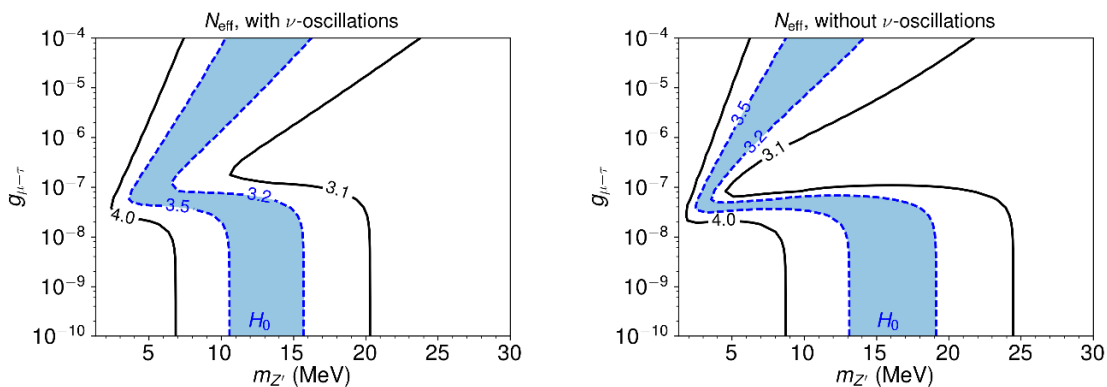 N_eff, with ν-oscillations
10⁻⁴
10⁻⁵
10⁻⁶
10⁻⁷
10⁻⁸
10⁻⁹
10⁻¹⁰
g_μ−τ
3.1
3.2
3.5
4.0
H₀
5 10 15 20 25 30
m_Z′ (MeV)
N_eff, without ν-oscillations
10⁻⁴
10⁻⁵
10⁻⁶
10⁻⁷
10⁻⁸
10⁻⁹
10⁻¹⁰
g_μ−τ
3.5
3.2
3.1
4.0
H₀
5 10 15 20 25 30
m_Z′ (MeV)